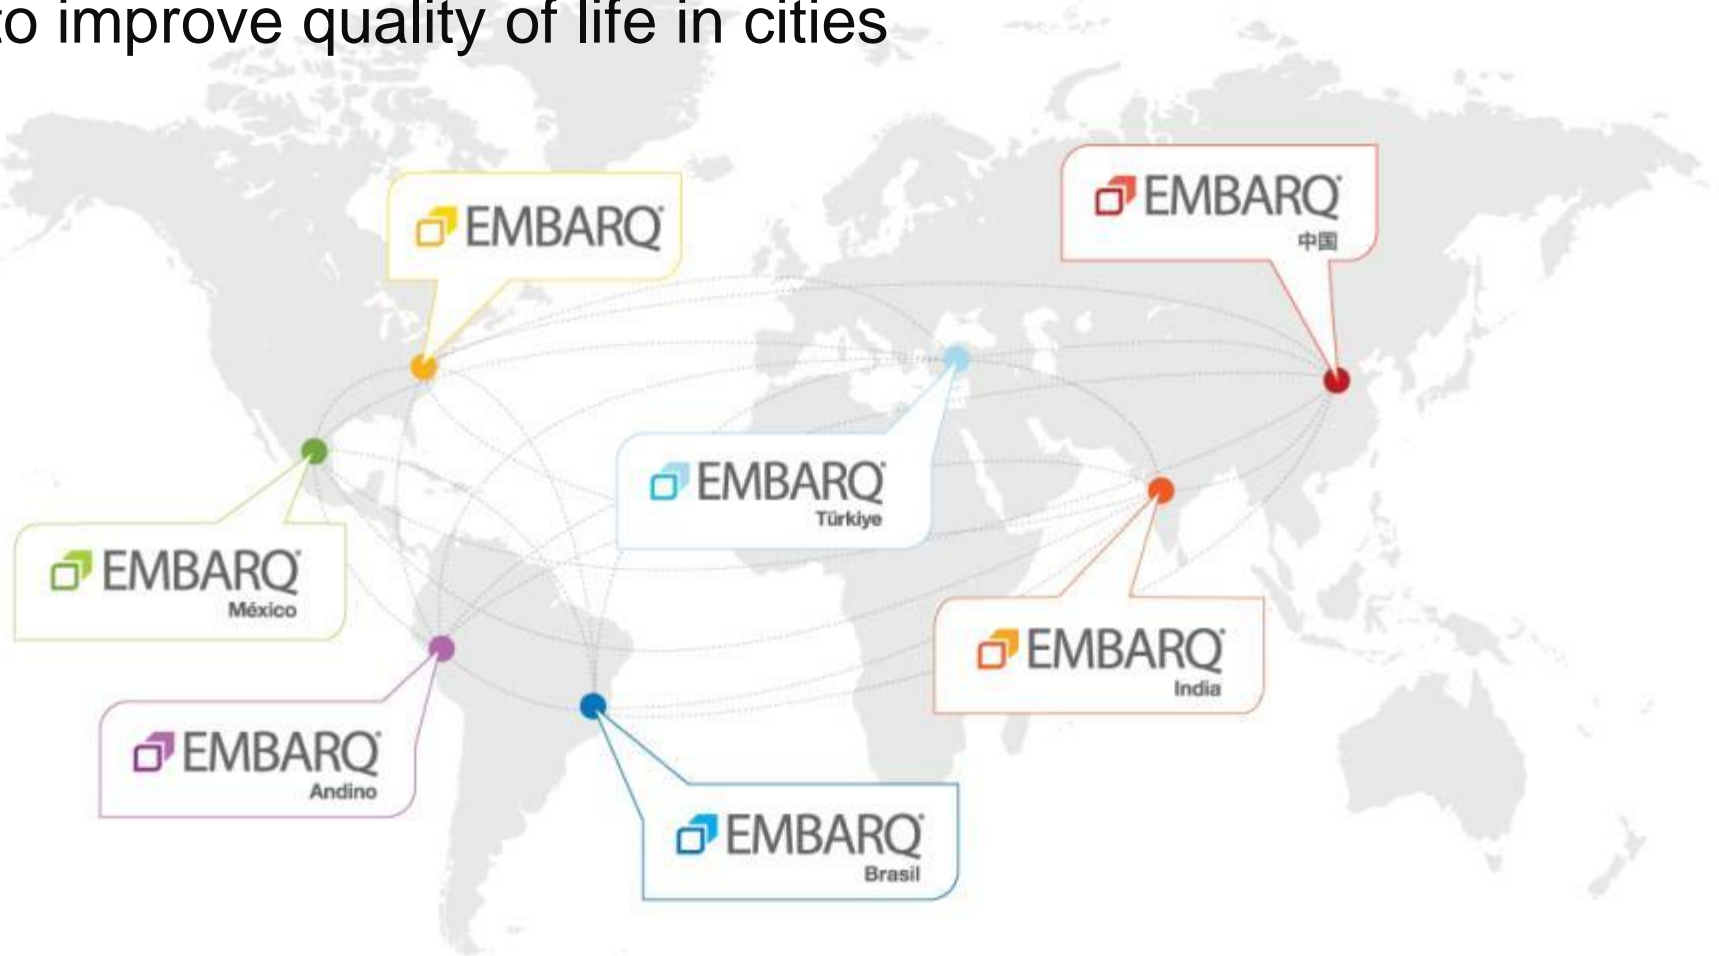 to improve quality of life in cities
EMBARQ
EMBARQ
中国
EMBARQ
Türkiye
EMBARQ
México
EMBARQ
India
EMBARQ
Andino
EMBARQ
Brasil